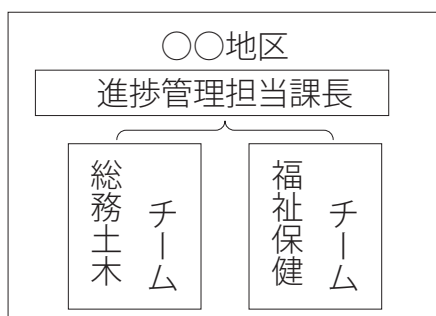 ○○地区
進捗管理担当課長
総務土木
チーム
福祉保健
チーム